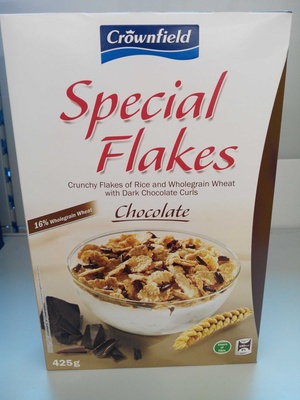 Crownfield
Special
Flakes
Crunchy Flakes of Rice and Wholegrain Wheat
with Dark Chocolate Curls
Chocolate
16% Wholegrain Wheat
425g